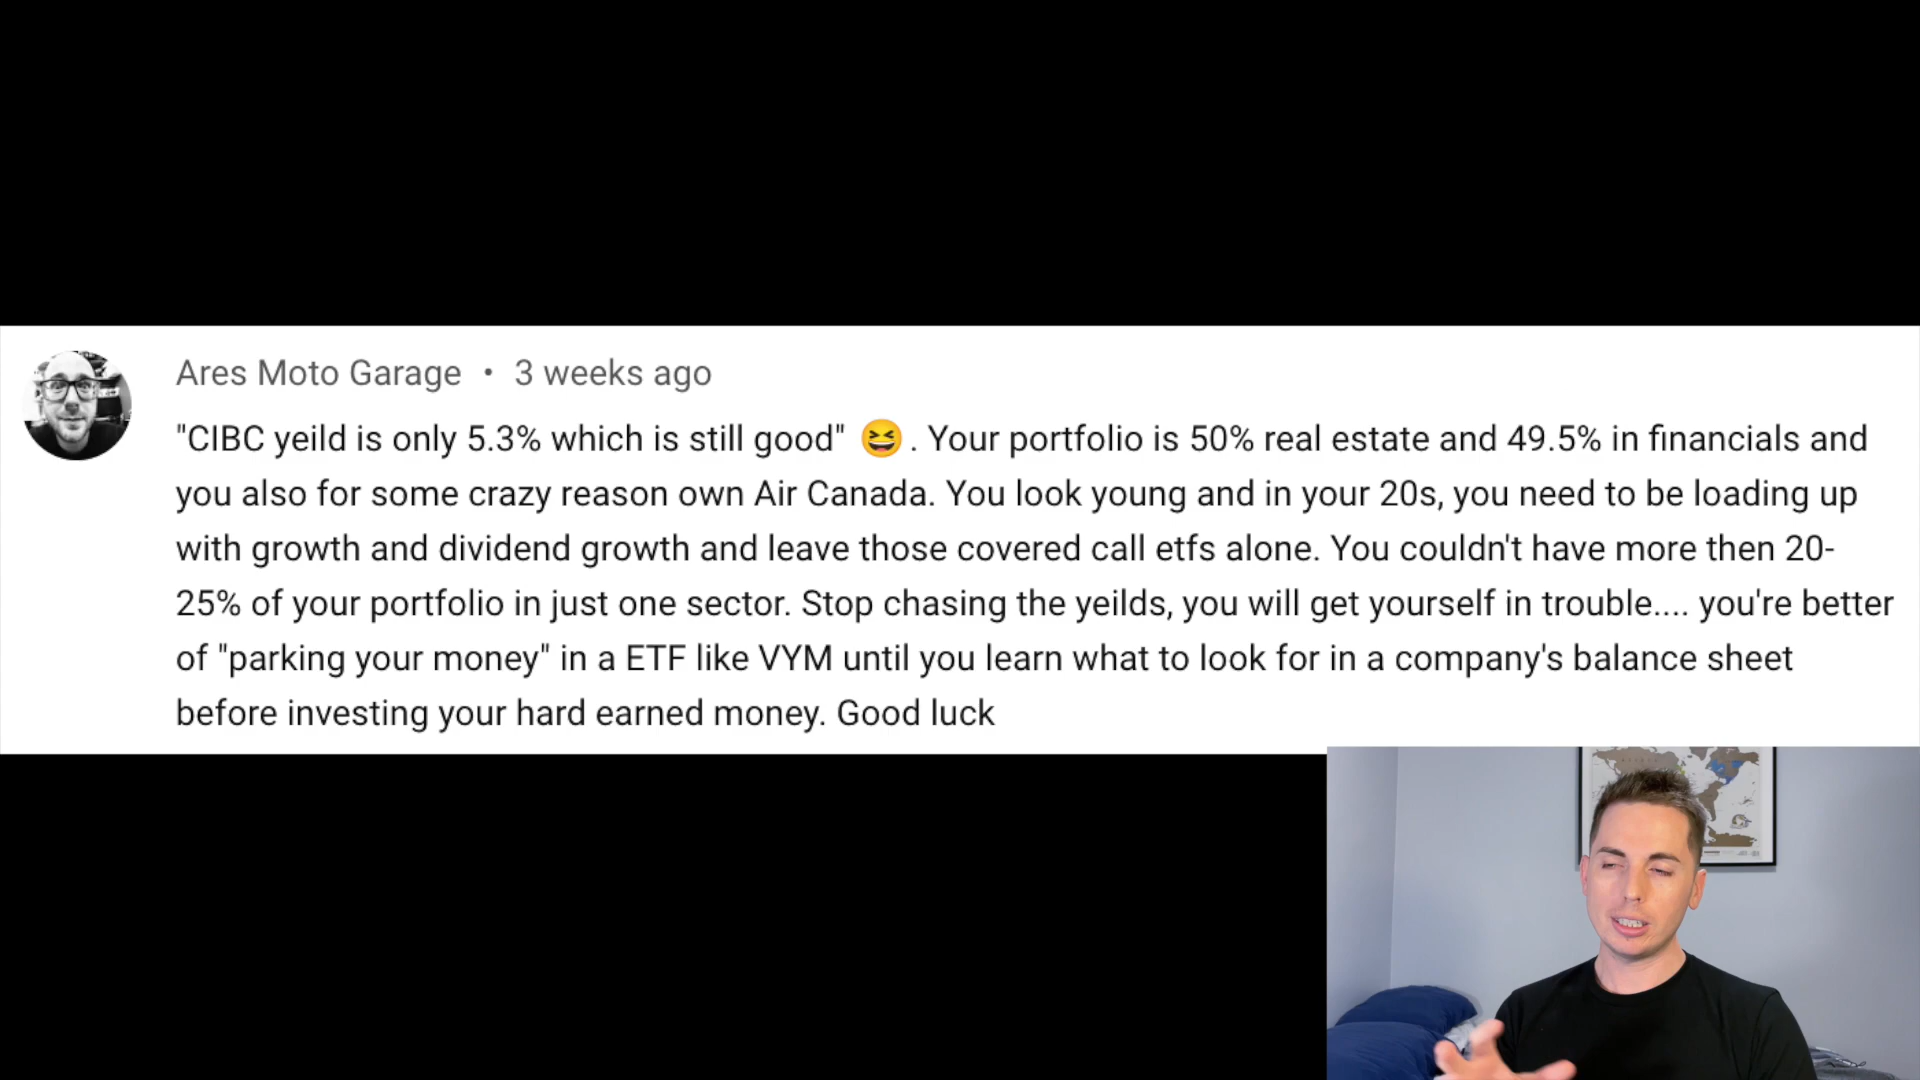 Ares Moto Garage • 3 weeks ago
"CIBC yeild is only 5.3% which is still good" 😆. Your portfolio is 50% real estate and 49.5% in financials and
you also for some crazy reason own Air Canada. You look young and in your 20s, you need to be loading up
with growth and dividend growth and leave those covered call etfs alone. You couldn't have more then 20-
25% of your portfolio in just one sector. Stop chasing the yeilds, you will get yourself in trouble.... you're better
of "parking your money" in a ETF like VYM until you learn what to look for in a company's balance sheet
before investing your hard earned money. Good luck